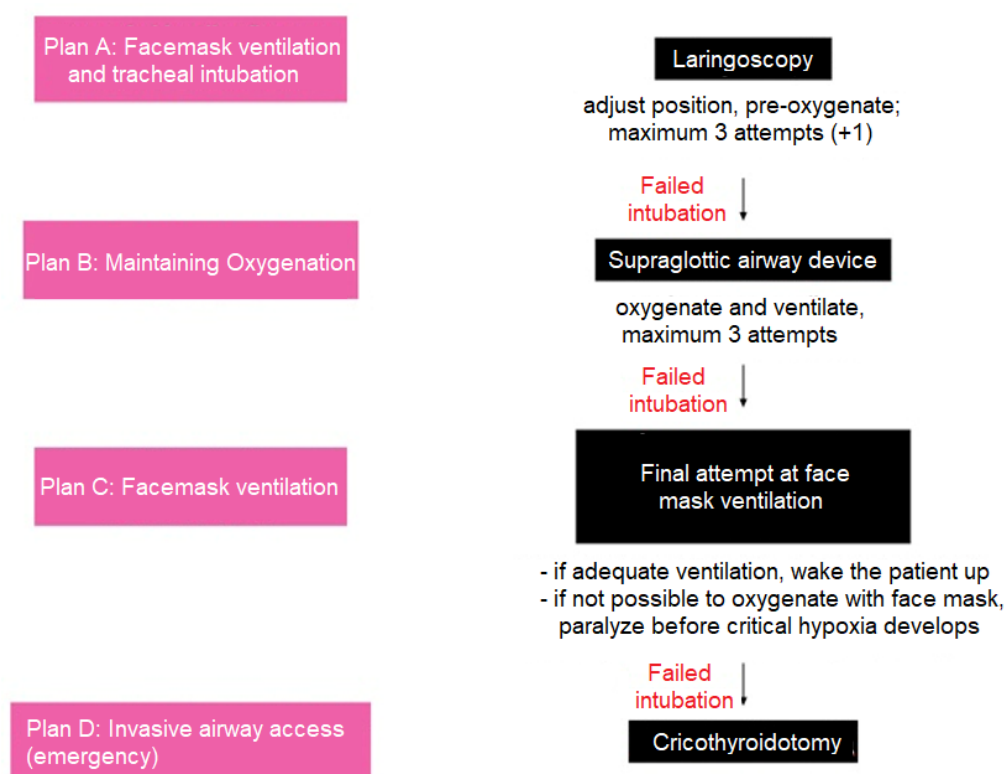 Plan A: Facemask ventilation
and tracheal intubation
Laringoscopy
adjust position, pre-oxygenate;
maximum 3 attempts (+1)
Failed
intubation
Plan B: Maintaining Oxygenation
Supraglottic airway device
oxygenate and ventilate,
maximum 3 attempts
Failed
intubation
Plan C: Facemask ventilation
Final attempt at face
mask ventilation
- if adequate ventilation, wake the patient up
- if not possible to oxygenate with face mask,
paralyze before critical hypoxia develops
Failed
intubation
Plan D: Invasive airway access
(emergency)
Cricothyroidotomy